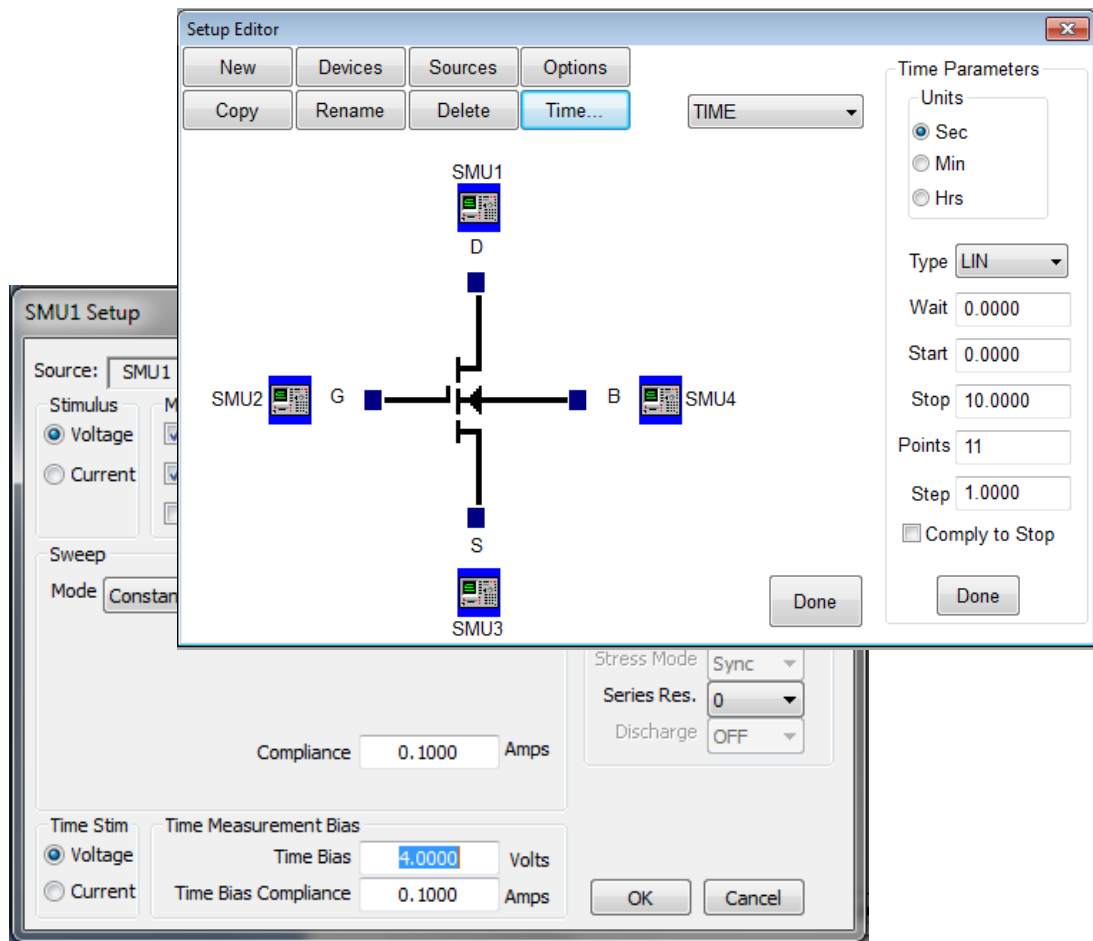 Setup Editor
New Devices Sources Options
Copy Rename Delete Time...
TIME
Time Parameters
Units
Sec
Min
Hrs
Type LIN
Wait 0.0000
Start 0.0000
Stop 10.0000
Points 11
Step 1.0000
Comply to Stop
Done
SMU1
D
SMU2 G B SMU4
S
SMU3
Done
SMU1 Setup
Source: SMU1
Stimulus
Voltage
Current
M
Sweep
Mode Constan
Stress Mode Sync
Series Res. 0
Discharge OFF
Compliance 0.1000 Amps
Time Stim
Voltage
Current
Time Measurement Bias
Time Bias 4.0000 Volts
Time Bias Compliance 0.1000 Amps
OK Cancel